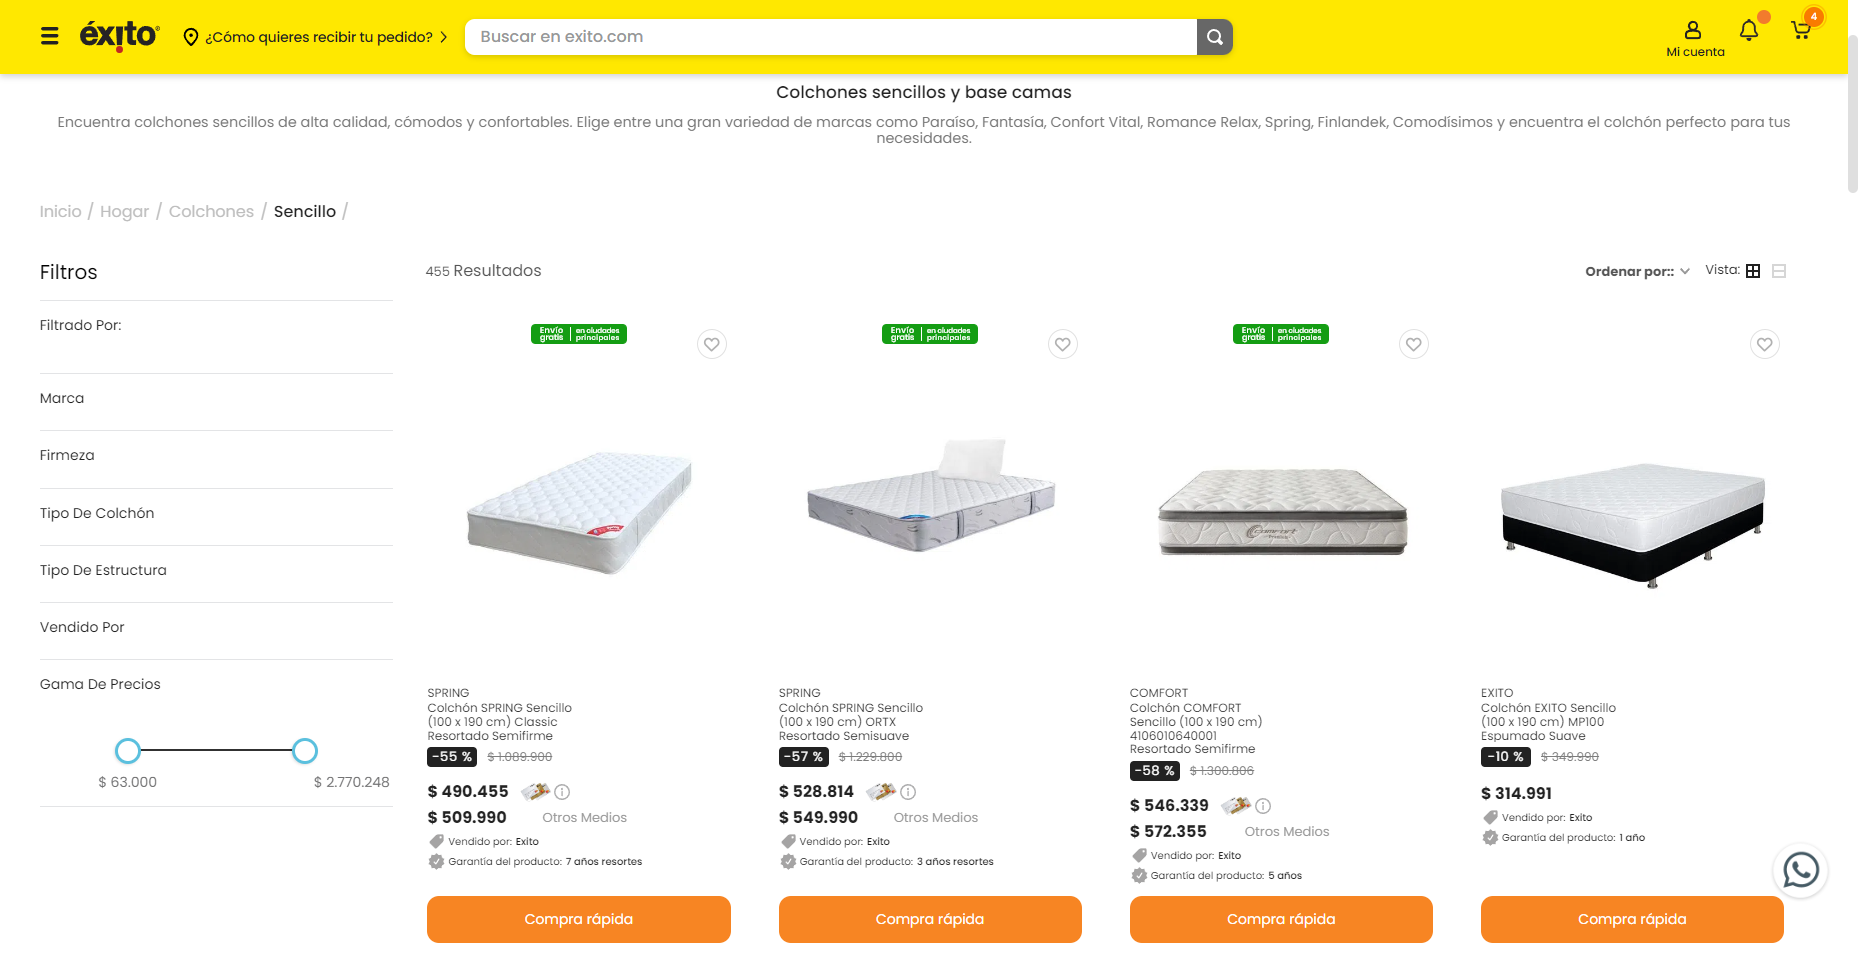 éxito
¿Cómo quieres recibir tu pedido?
Buscar en exito.com
Mi cuenta
4
Colchones sencillos y base camas
Encuentra colchones sencillos de alta calidad, cómodos y confortables. Elige entre una gran variedad de marcas como Paraíso, Fantasía, Confort Vital, Romance Relax, Spring, Finlandek, Comodísimos y encuentra el colchón perfecto para tus
necesidades.
Inicio / Hogar / Colchones / Sencillo /
Filtros
Filtrado Por:
Marca
Firmeza
Tipo De Colchón
Tipo De Estructura
Vendido Por
Gama De Precios
$ 63.000
$ 2.770.248
455 Resultados
Ordenar por::
Vista:
Envío gratis | en ciudades principales
SPRING
Colchón SPRING Sencillo
(100 x 190 cm) Classic
Resortado Semifirme
-55 % $ 1.089.900
$ 490.455
$ 509.990 Otros Medios
Vendido por: Exito
Garantía del producto: 7 años resortes
Compra rápida
Envío gratis | en ciudades principales
SPRING
Colchón SPRING Sencillo
(100 x 190 cm) ORTX
Resortado Semisuave
-57 % $ 1.229.800
$ 528.814
$ 549.990 Otros Medios
Vendido por: Exito
Garantía del producto: 3 años resortes
Compra rápida
Envío gratis | en ciudades principales
COMFORT
COMFORT
Colchón COMFORT
Sencillo (100 x 190 cm)
4106010640001
Resortado Semifirme
-58 % $ 1.300.806
$ 546.339
$ 572.355 Otros Medios
Vendido por: Exito
Garantía del producto: 5 años
Compra rápida
EXITO
Colchón EXITO Sencillo
(100 x 190 cm) MP100
Espumado Suave
-10 % $ 349.990
$ 314.991
Vendido por: Exito
Garantía del producto: 1 año
Compra rápida